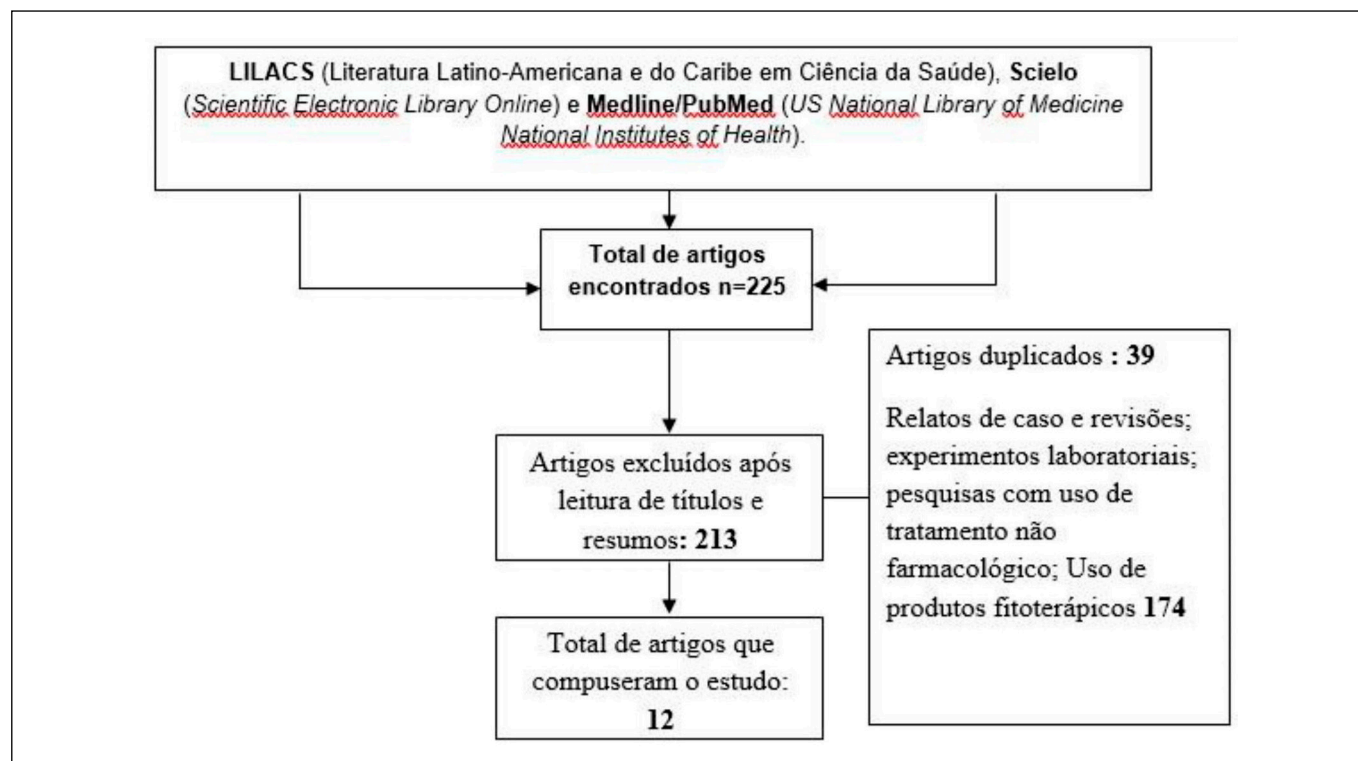 LILACS (Literatura Latino-Americana e do Caribe em Ciência da Saúde), Scielo
(Scientific Electronic Library Online) e Medline/PubMed (US National Library of Medicine
National Institutes of Health).
Total de artigos
encontrados n=225
Artigos duplicados : 39
Relatos de caso e revisões;
experimentos laboratoriais;
pesquisas com uso de
tratamento não
farmacológico; Uso de
produtos fitoterápicos 174
Artigos excluídos após
leitura de títulos e
resumos: 213
Total de artigos que
compuseram o estudo:
12